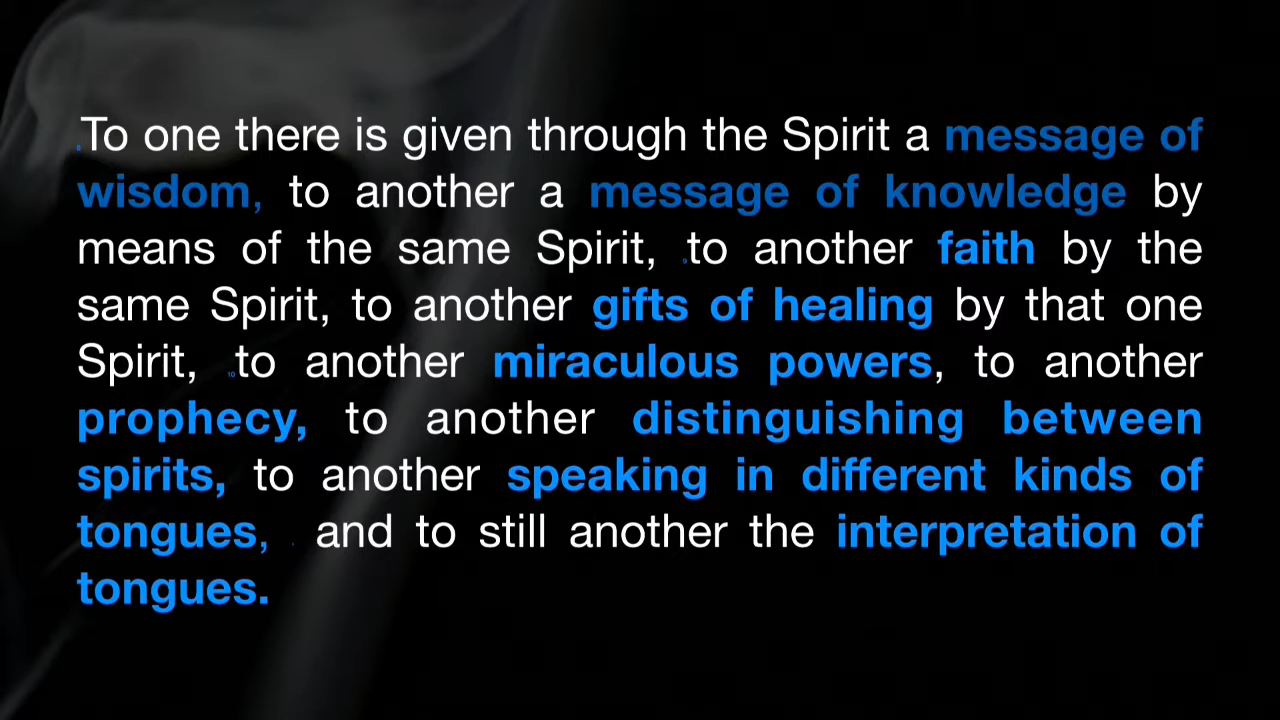 To one there is given through the Spirit a message of
wisdom, to another a message of knowledge by
means of the same Spirit, to another faith by the
same Spirit, to another gifts of healing by that one
Spirit, 10 to another miraculous powers, to another
prophecy, to another distinguishing between
spirits, to another speaking in different kinds of
tongues, and to still another the interpretation of
tongues.